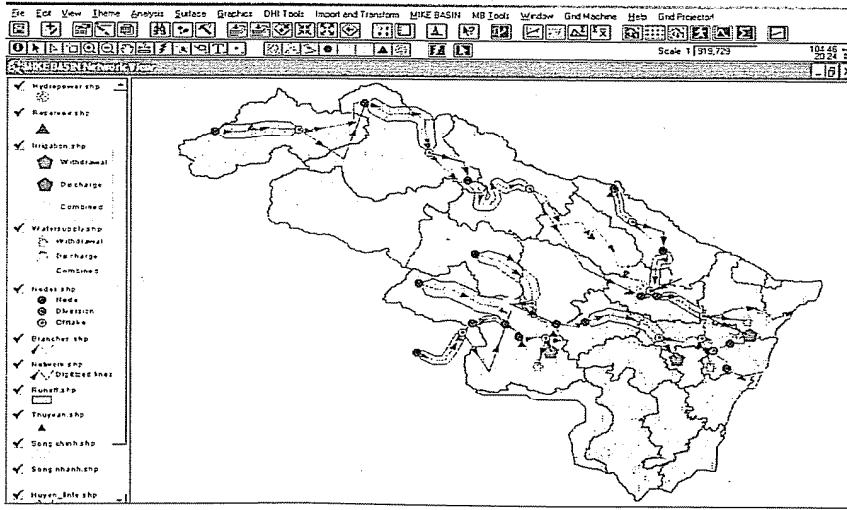 File Edit View Theme Analysis Surface Graphics DHI Tools Import and Transform MIKE BASIN MB Tools Window Grid Machine Help Grid Projector!
Scale 1 919,729
MIKE BASIN Network View
Hydropower.shp
Reservoir.shp
Irrigation.shp
Withdrawal
Discharge
Combined
Watersupply.shp
Withdrawal
Discharge
Combined
Nodes.shp
Node
Diversion
Offtake
Branches.shp
Network.shp
Digitized lines
Runoff.shp
Thuyvan.shp
Song chinh.shp
Song nhanh.shp